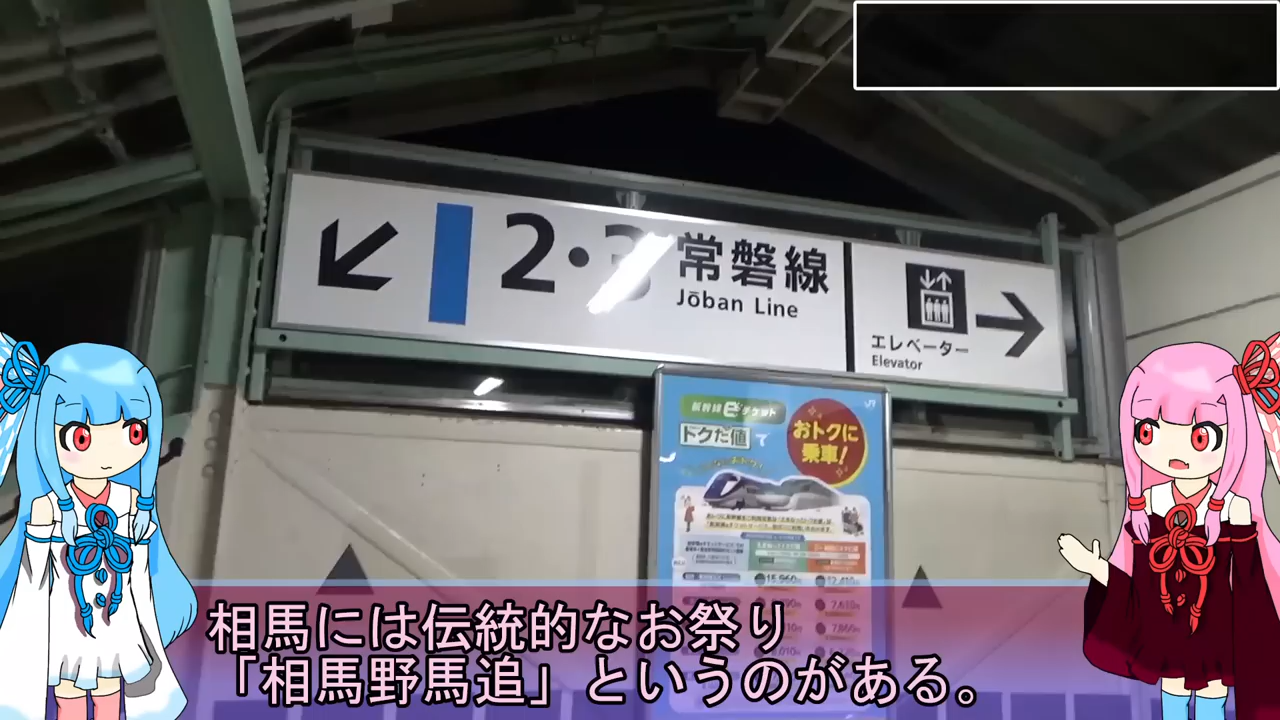 2・3 常磐線
Jōban Line
エレベーター
Elevator
新幹線eチケット
トクだ値で
おトクに
乗車!
JR
相馬には伝統的なお祭り
「相馬野馬追」というのがある。